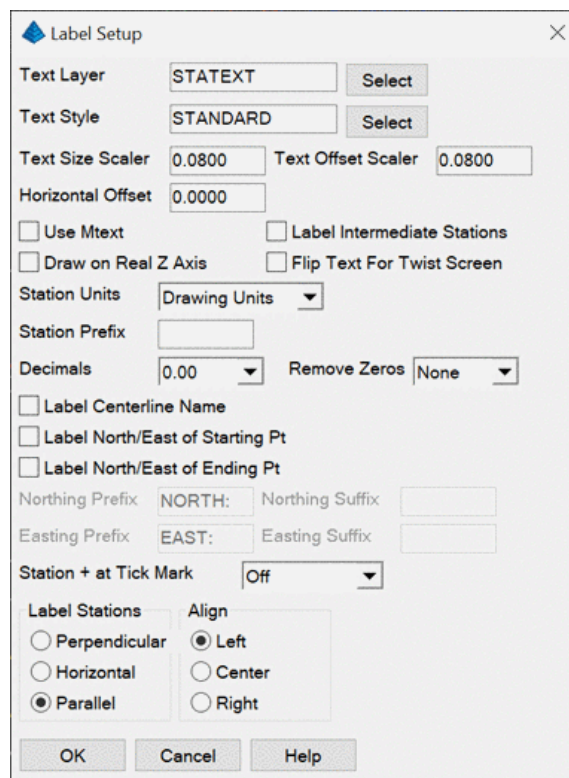 Label Setup
Text Layer STATEXT Select
Text Style STANDARD Select
Text Size Scaler 0.0800 Text Offset Scaler 0.0800
Horizontal Offset 0.0000
Use Mtext Label Intermediate Stations
Draw on Real Z Axis Flip Text For Twist Screen
Station Units Drawing Units
Station Prefix
Decimals 0.00 Remove Zeros None
Label Centerline Name
Label North/East of Starting Pt
Label North/East of Ending Pt
Northing Prefix NORTH: Northing Suffix
Easting Prefix EAST: Easting Suffix
Station + at Tick Mark Off
Label Stations Align
Perpendicular Left
Horizontal Center
Parallel Right
OK Cancel Help